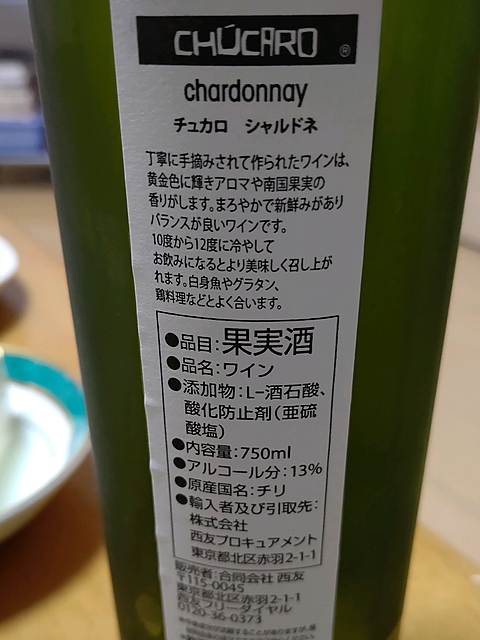 CHÚCARO ®
chardonnay
チュカロ シャルドネ
丁寧に手摘みされて作られたワインは、
黄金色に輝きアロマや南国果実の
香りがします。まろやかで新鮮みがあり
バランスが良いワインです。
10度から12度に冷やして
お飲みになるとより美味しく召し上が
れます。白身魚やグラタン、
鶏料理などとよく合います。
●品目:果実酒
●品名:ワイン
●添加物:L-酒石酸、
酸化防止剤(亜硫
酸塩)
●内容量:750ml
●アルコール分:13%
●原産国名:チリ
●輸入者及び引取先:
株式会社
西友プロキュアメント
東京都北区赤羽2-1-1
販売者:合同会社 西友
〒115-0045
東京都北区赤羽2-1-1
西友フリーダイヤル
0120-36-0373